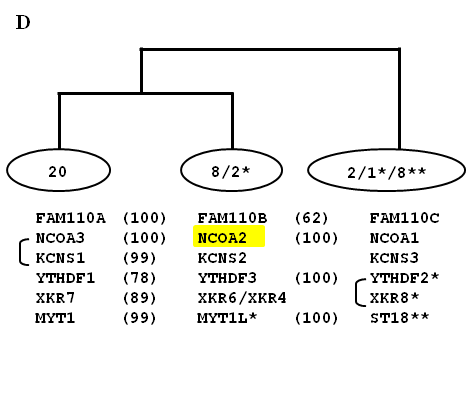 D
20 8/2* 2/1*/8**
FAM110A (100) FAM110B (62) FAM110C
NCOA3 (100) NCOA2 (100) NCOA1
KCNS1 (99) KCNS2 KCNS3
YTHDF1 (78) YTHDF3 (100) YTHDF2*
XKR7 (89) XKR6/XKR4 XKR8*
MYT1 (99) MYT1L* (100) ST18**